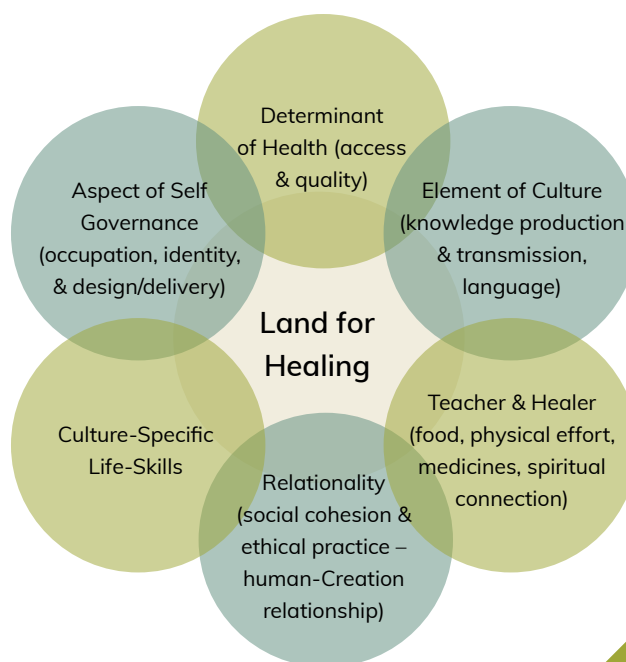 Determinant
of Health (access
& quality)
Aspect of Self
Governance
(occupation, identity,
& design/delivery)
Element of Culture
(knowledge production
& transmission,
language)
Land for
Healing
Culture-Specific
Life-Skills
Teacher & Healer
(food, physical effort,
medicines, spiritual
connection)
Relationality
(social cohesion &
ethical practice –
human-Creation
relationship)